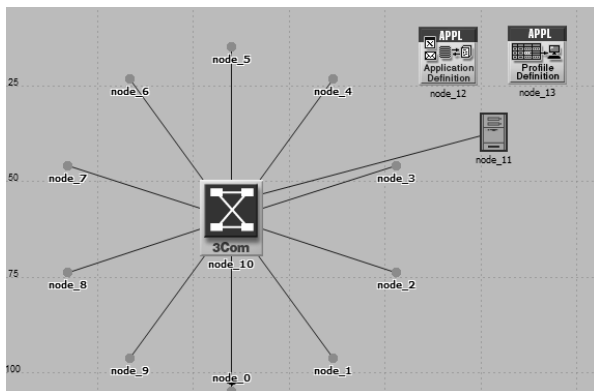 APPL
Application
Definition
node_12
APPL
Profile
Definition
node_13
node_5
node_6
node_4
25
node_11
50
node_7
node_3
3Com
node_10
75
node_8
node_2
100
node_9
node_0
node_1